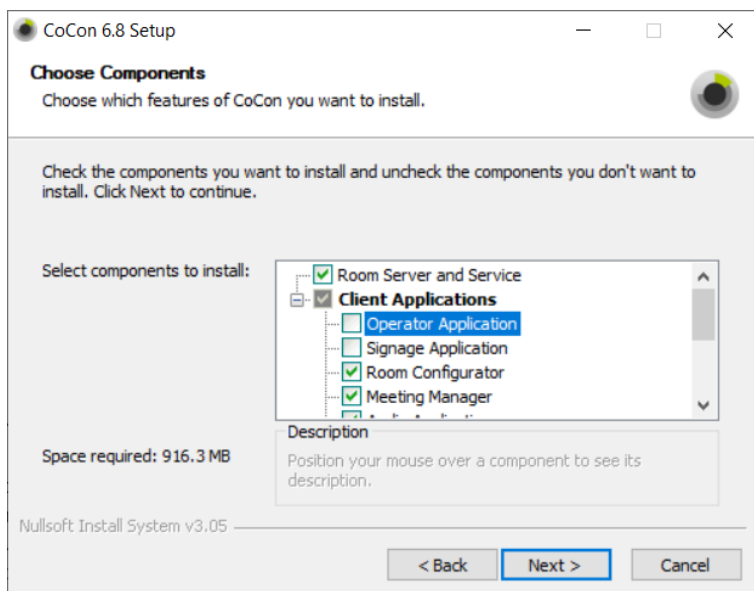 CoCon 6.8 Setup
Choose Components
Choose which features of CoCon you want to install.
Check the components you want to install and uncheck the components you don't want to
install. Click Next to continue.
Select components to install:
Room Server and Service
Client Applications
Operator Application
Signage Application
Room Configurator
Meeting Manager
Space required: 916.3 MB
Description
Position your mouse over a component to see its
description.
Nullsoft Install System v3.05
< Back
Next >
Cancel